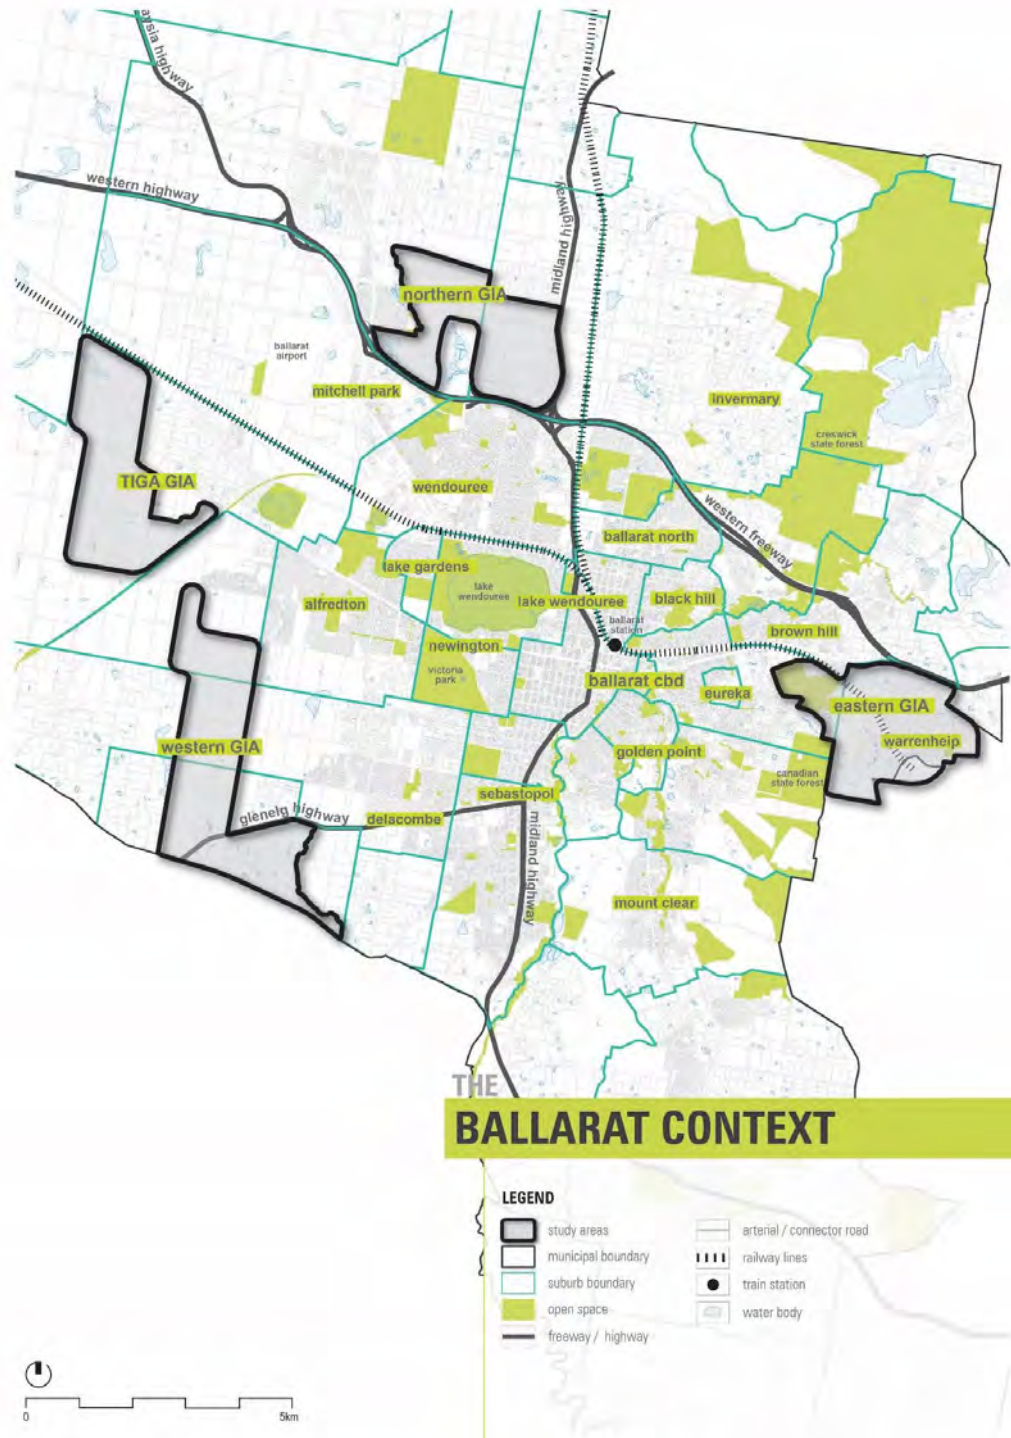 aysia highway
western highway
midland highway
northern GIA
ballarat
airport
mitchell park
invermary
creswick
state forest
TIGA GIA
wendouree
western freeway
ballarat north
lake gardens
lake
wendouree
lake wendouree
black hill
alfredton
ballarat
station
brown hill
newington
victoria
park
ballarat cbd
eureka
eastern GIA
western GIA
golden point
warrenheip
canadian
state forest
sebastopol
glenelg highway
delacombe
midland highway
mount clear
THE
BALLARAT CONTEXT
LEGEND
study areas
municipal boundary
suburb boundary
open space
freeway / highway
arterial / connector road
railway lines
train station
water body
0
5km